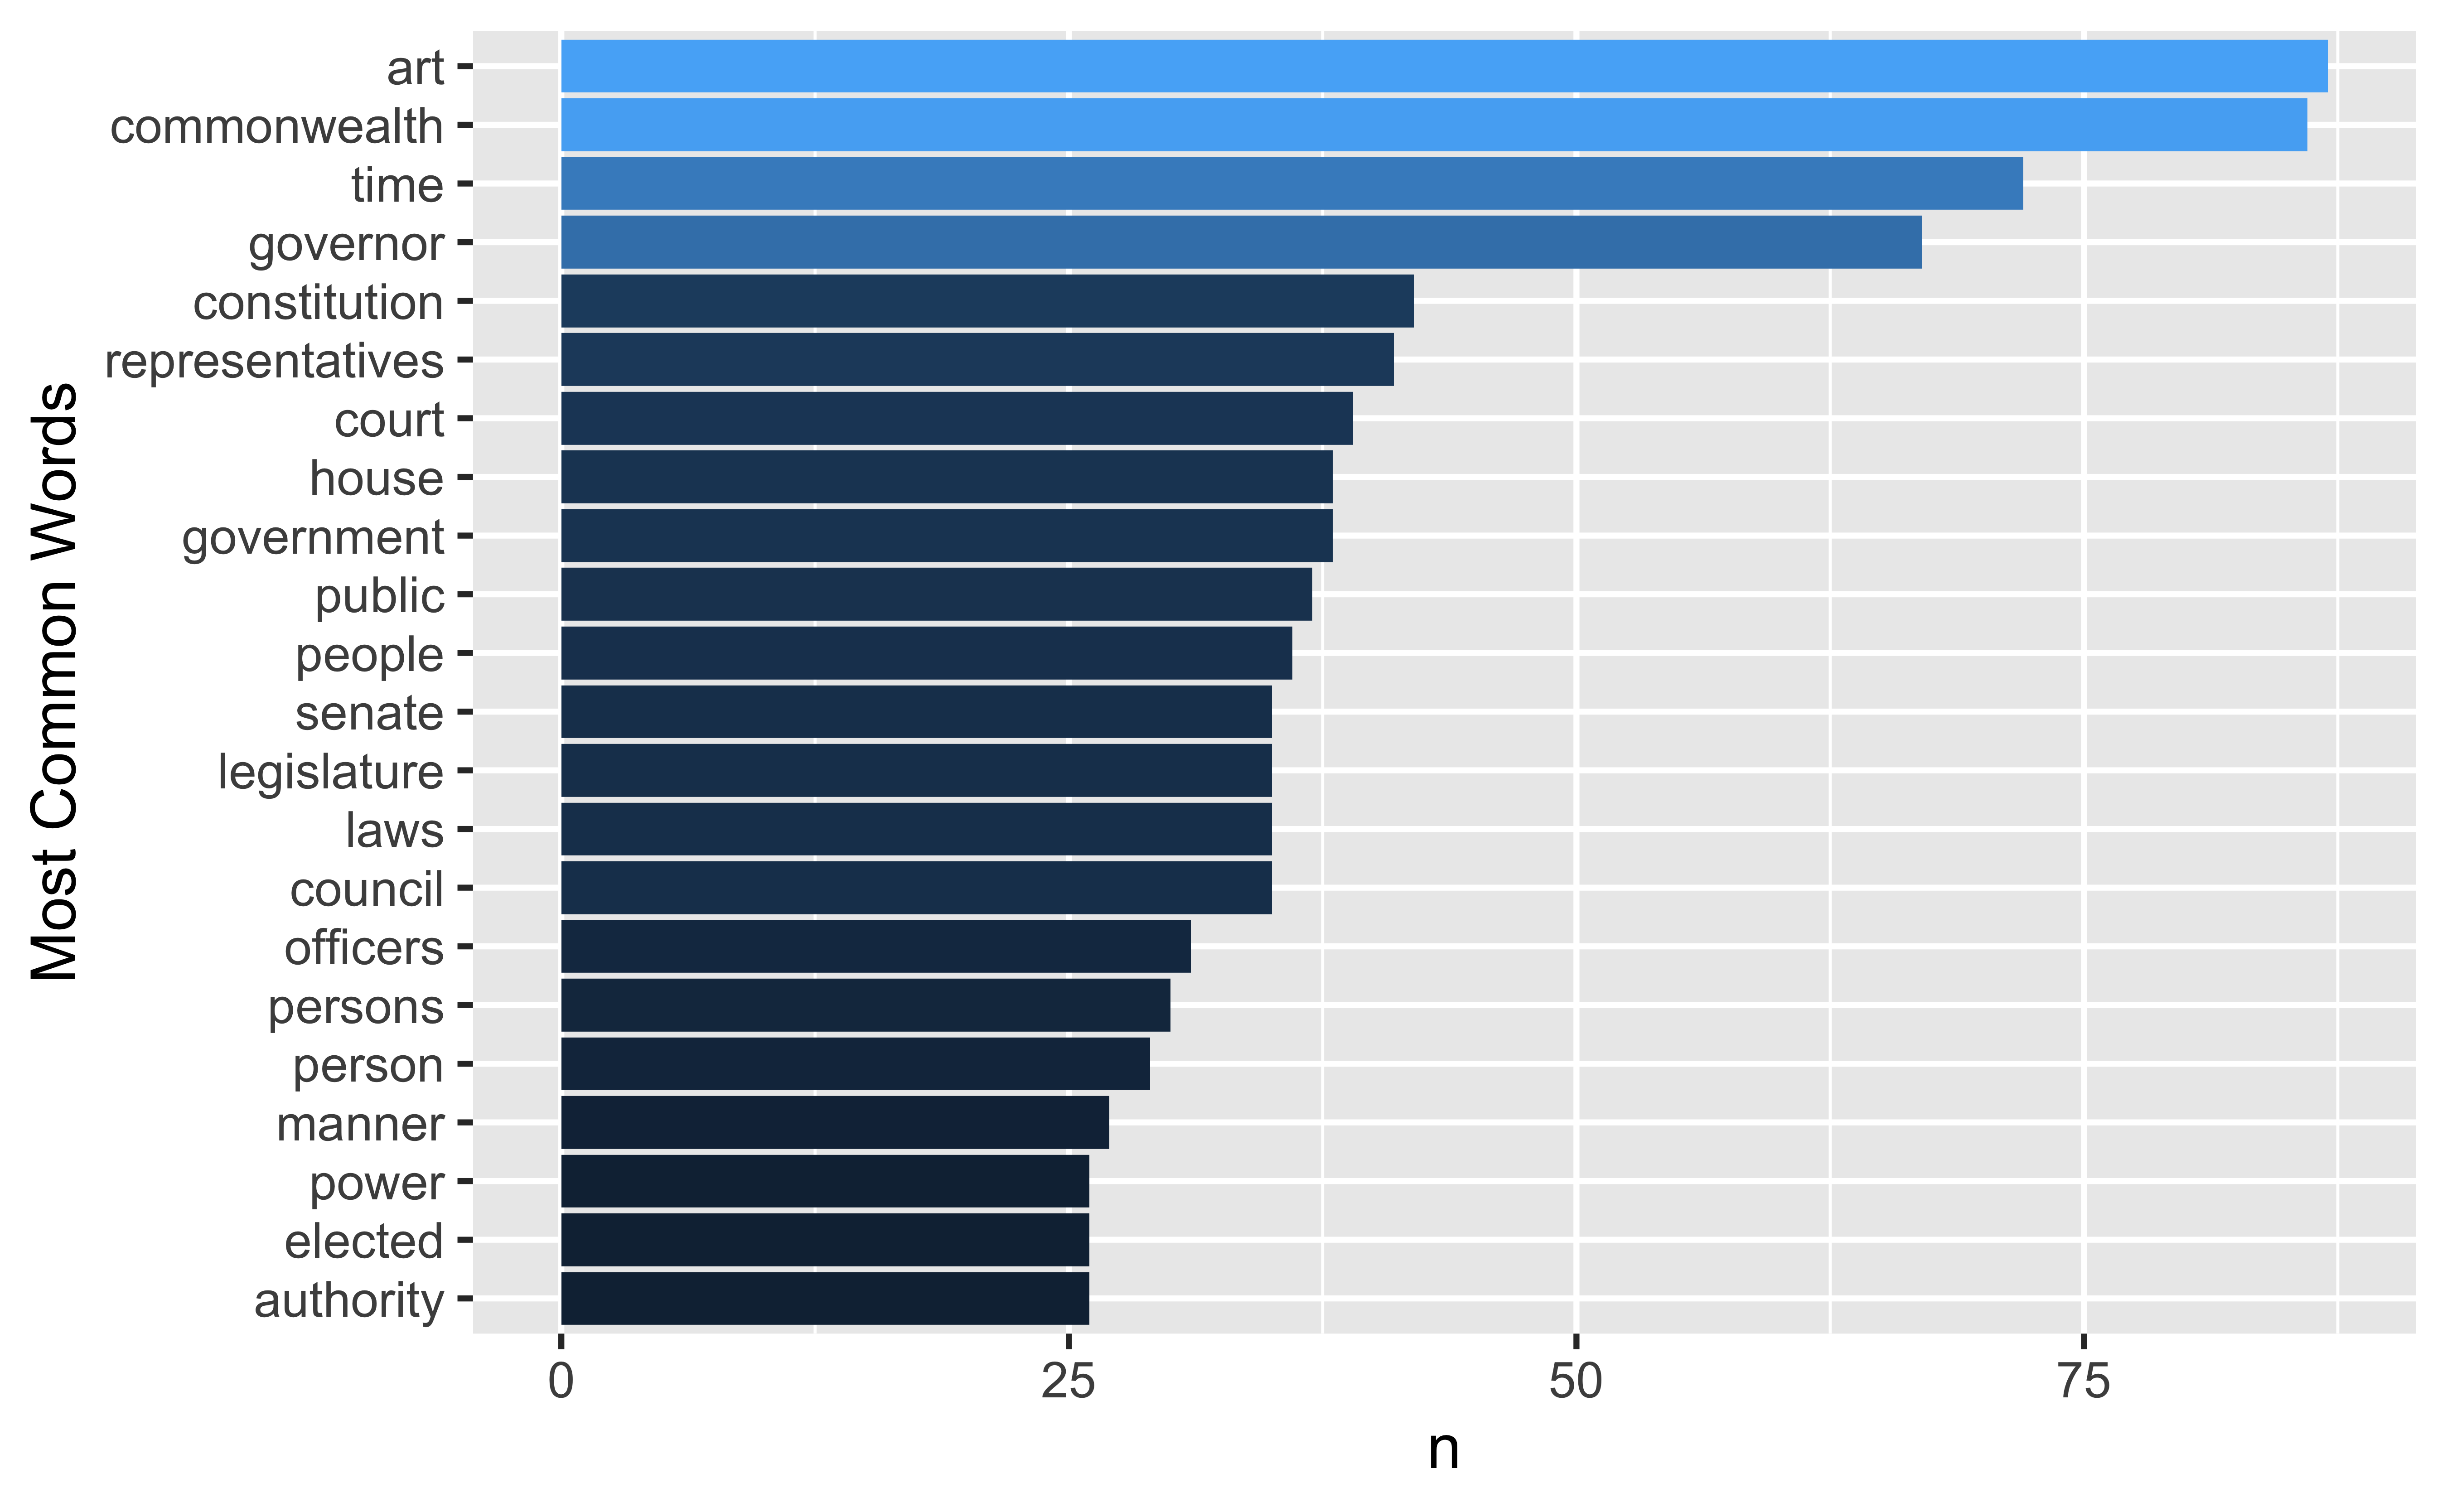 Most Common Words
art
commonwealth
time
governor
constitution
representatives
court
house
government
public
people
senate
legislature
laws
council
officers
persons
person
manner
power
elected
authority
0 25 50 75
n